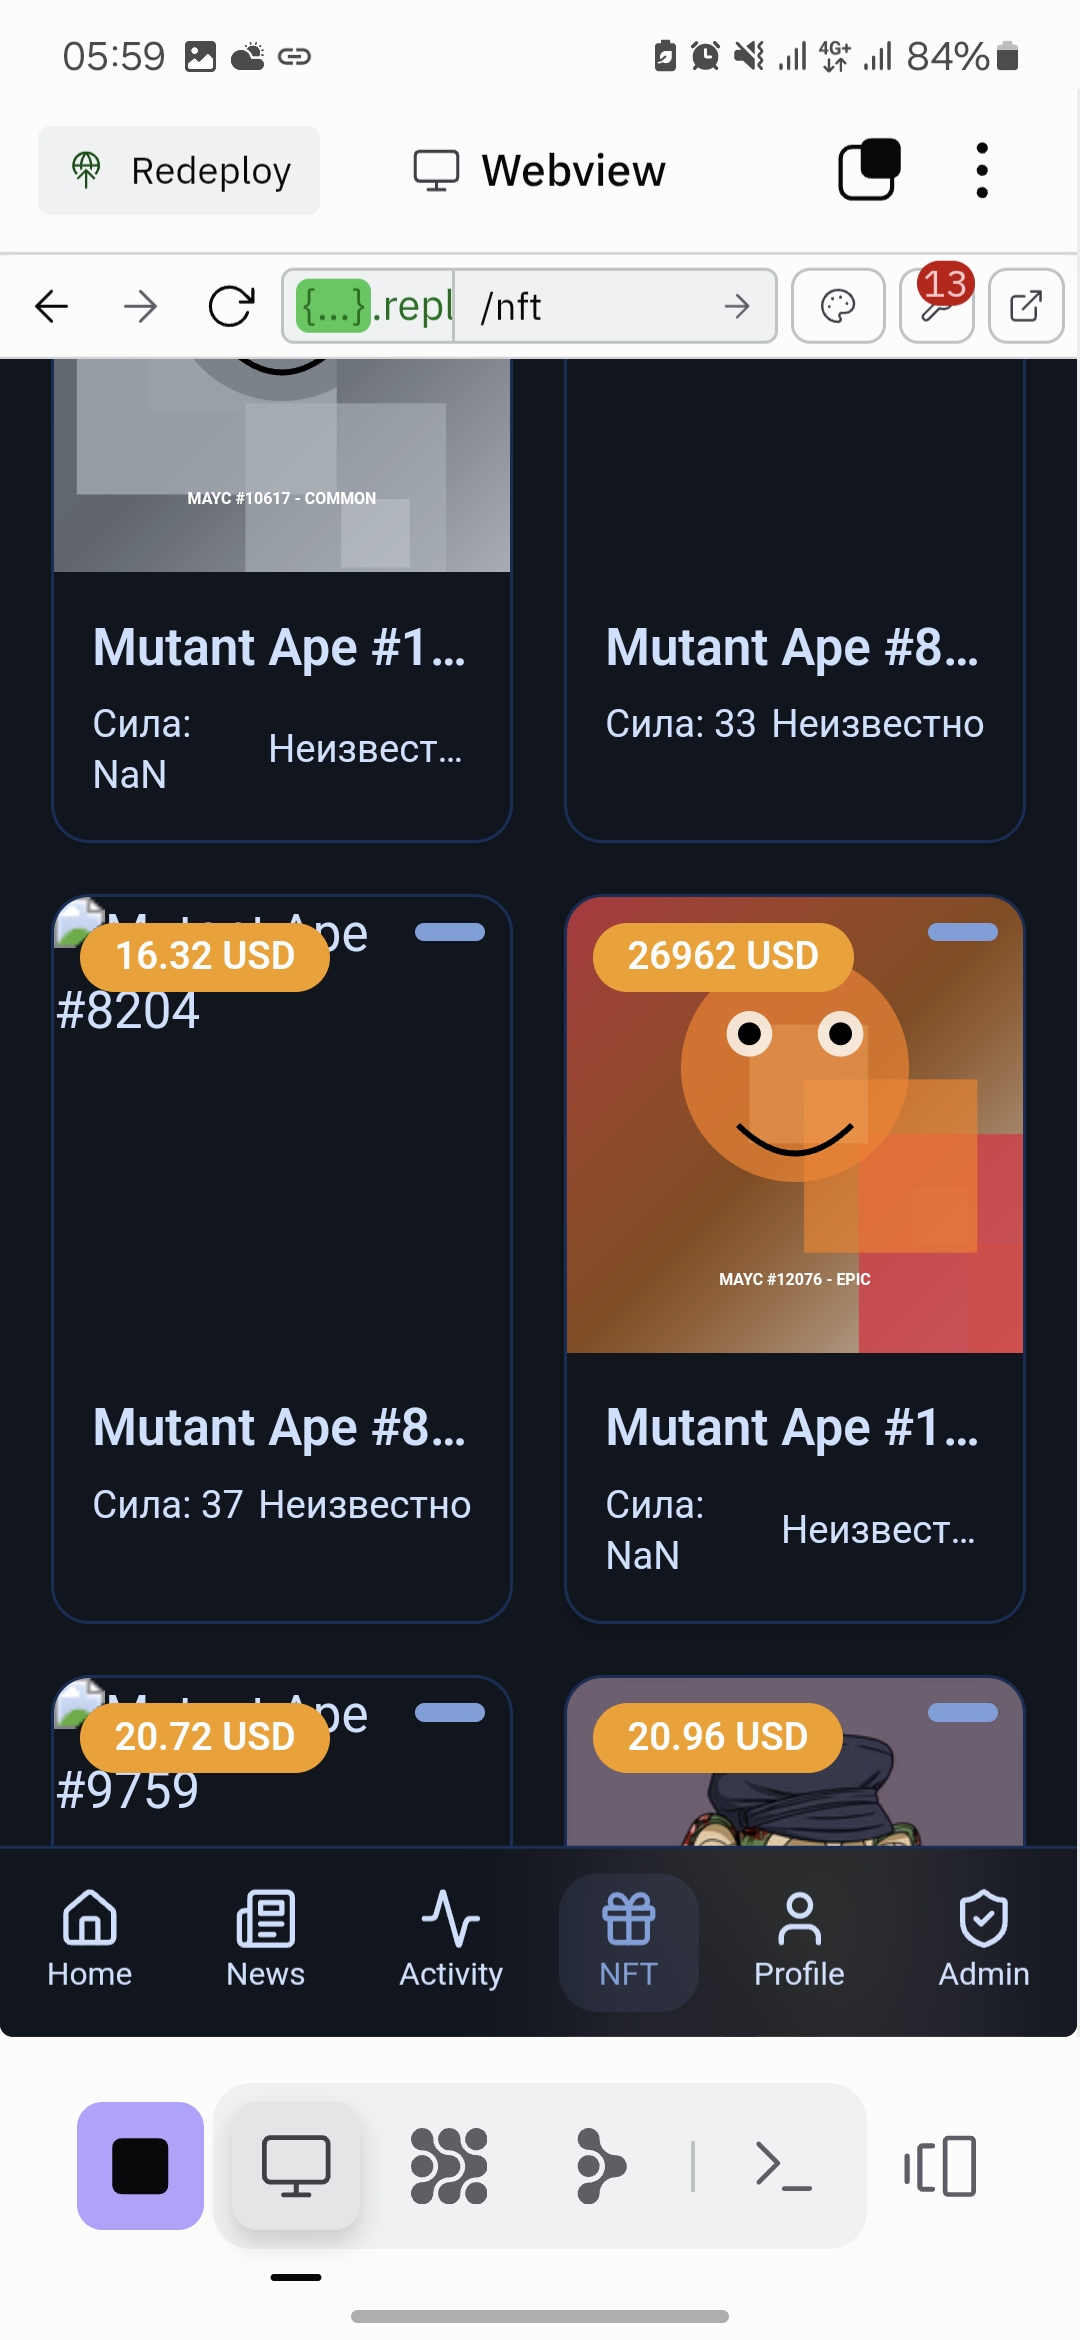 05:59
4G+
84%
Redeploy
Webview
{...}.repl
/nft
13
MAYC #10617 - COMMON
Mutant Ape #1...
Mutant Ape #8...
Сила: NaN
Неизвест...
Сила: 33
Неизвестно
Mutant Ape #8204
16.32 USD
26962 USD
MAYC #12076 - EPIC
Mutant Ape #8...
Mutant Ape #1...
Сила: 37
Неизвестно
Сила: NaN
Неизвест...
Mutant Ape #9759
20.72 USD
20.96 USD
Home
News
Activity
NFT
Profile
Admin